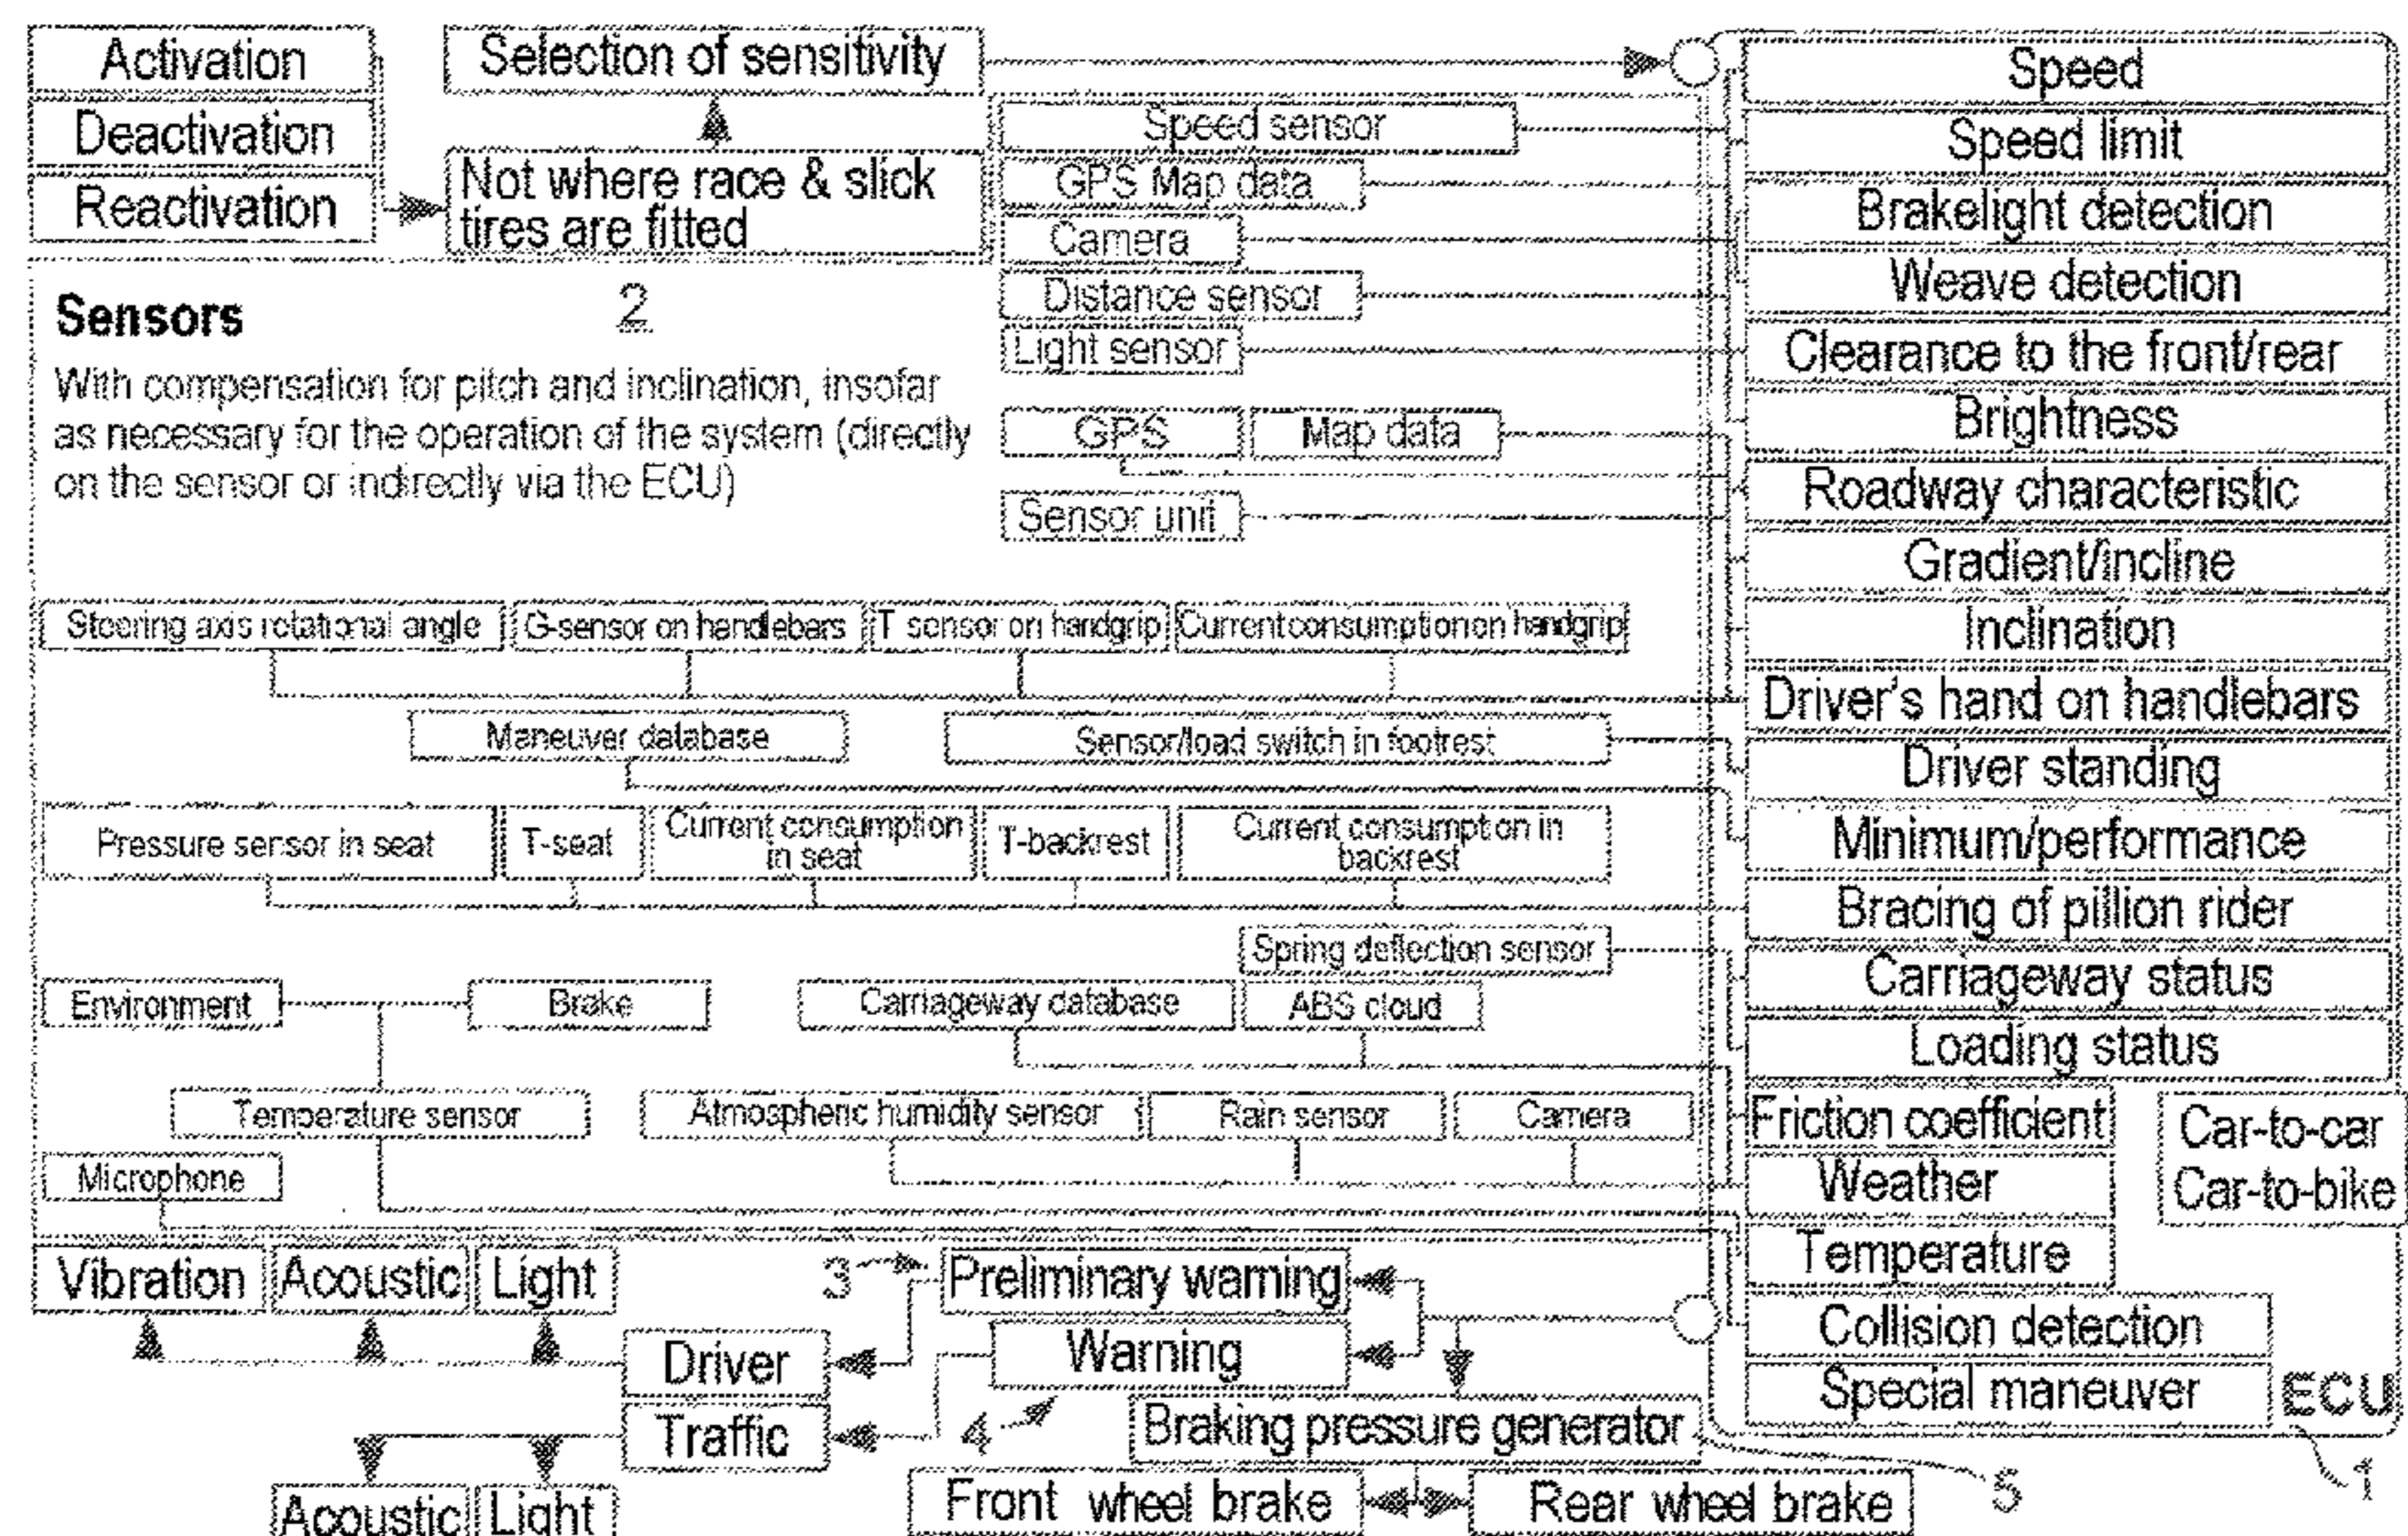 Activation
Deactivation
Reactivation
Selection of sensitivity
Not where race & slick
tires are fitted
Sensors
2
With compensation for pitch and inclination, insofar
as necessary for the operation of the system (directly
on the sensor or indirectly via the ECU)
Speed sensor
GPS Map data
Camera
Distance sensor
Light sensor
GPS
Map data
Sensor unit
Steering axis rotational angle
G-sensor on handlebars
T sensor on handgrip
Current consumption on handgrip
Maneuver database
Sensor/load switch in footrest
Pressure sensor in seat
T-seat
Current consumption
in seat
T-backrest
Current consumption in
backrest
Spring deflection sensor
Environment
Brake
Carriageway database
ABS cloud
Temperature sensor
Atmospheric humidity sensor
Rain sensor
Camera
Microphone
Speed
Speed limit
Brakelight detection
Weave detection
Clearance to the front/rear
Brightness
Roadway characteristic
Gradient/incline
Inclination
Driver's hand on handlebars
Driver standing
Minimum/performance
Bracing of pillion rider
Carriageway status
Loading status
Friction coefficient
Weather
Temperature
Collision detection
Special maneuver
Car-to-car
Car-to-bike
ECU
1
Vibration
Acoustic
Light
3
Preliminary warning
Driver
Warning
Traffic
4
Braking pressure generator
5
Acoustic
Light
Front wheel brake
Rear wheel brake